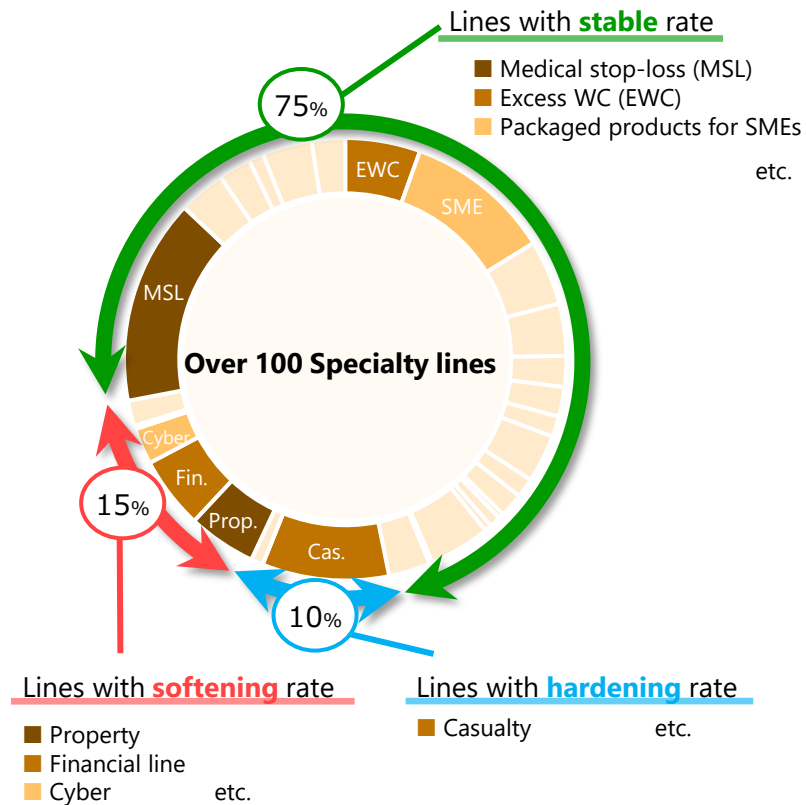 Lines with stable rate
Medical stop-loss (MSL)
Excess WC (EWC)
Packaged products for SMEs
etc.
75%
EWC
SME
MSL
Over 100 Specialty lines
Cyber
Fin.
Prop.
Cas.
15%
10%
Lines with softening rate
Property
Financial line
Cyber etc.
Lines with hardening rate
Casualty etc.